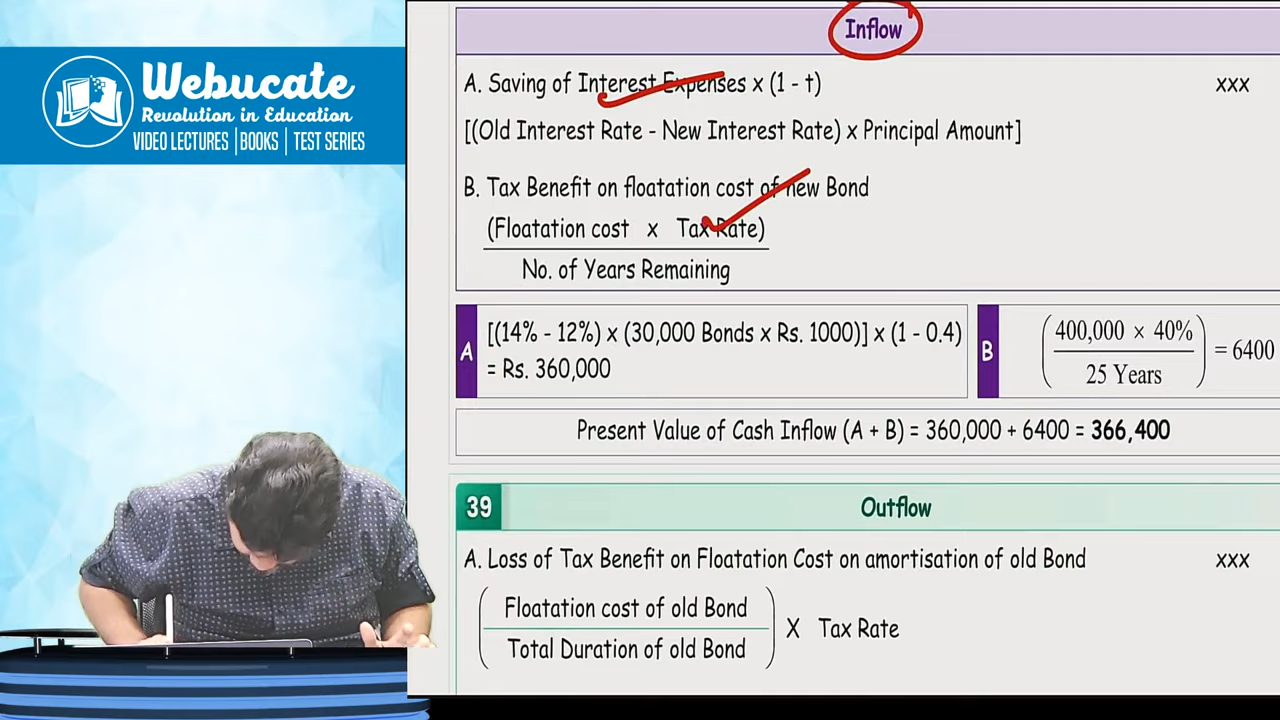 Webucate
Revolution in Education
VIDEO LECTURES | BOOKS | TEST SERIES
Inflow
A. Saving of Interest Expenses x (1 - t) xxx
[(Old Interest Rate - New Interest Rate) x Principal Amount]
B. Tax Benefit on floatation cost of new Bond
(Floatation cost x Tax Rate)
No. of Years Remaining
A
[(14% - 12%) x (30,000 Bonds x Rs. 1000)] x (1 - 0.4)
= Rs. 360,000
B
(400,000 × 40% / 25 Years) = 6400
Present Value of Cash Inflow (A + B) = 360,000 + 6400 = 366,400
39 Outflow
A. Loss of Tax Benefit on Floatation Cost on amortisation of old Bond xxx
(Floatation cost of old Bond / Total Duration of old Bond) X Tax Rate